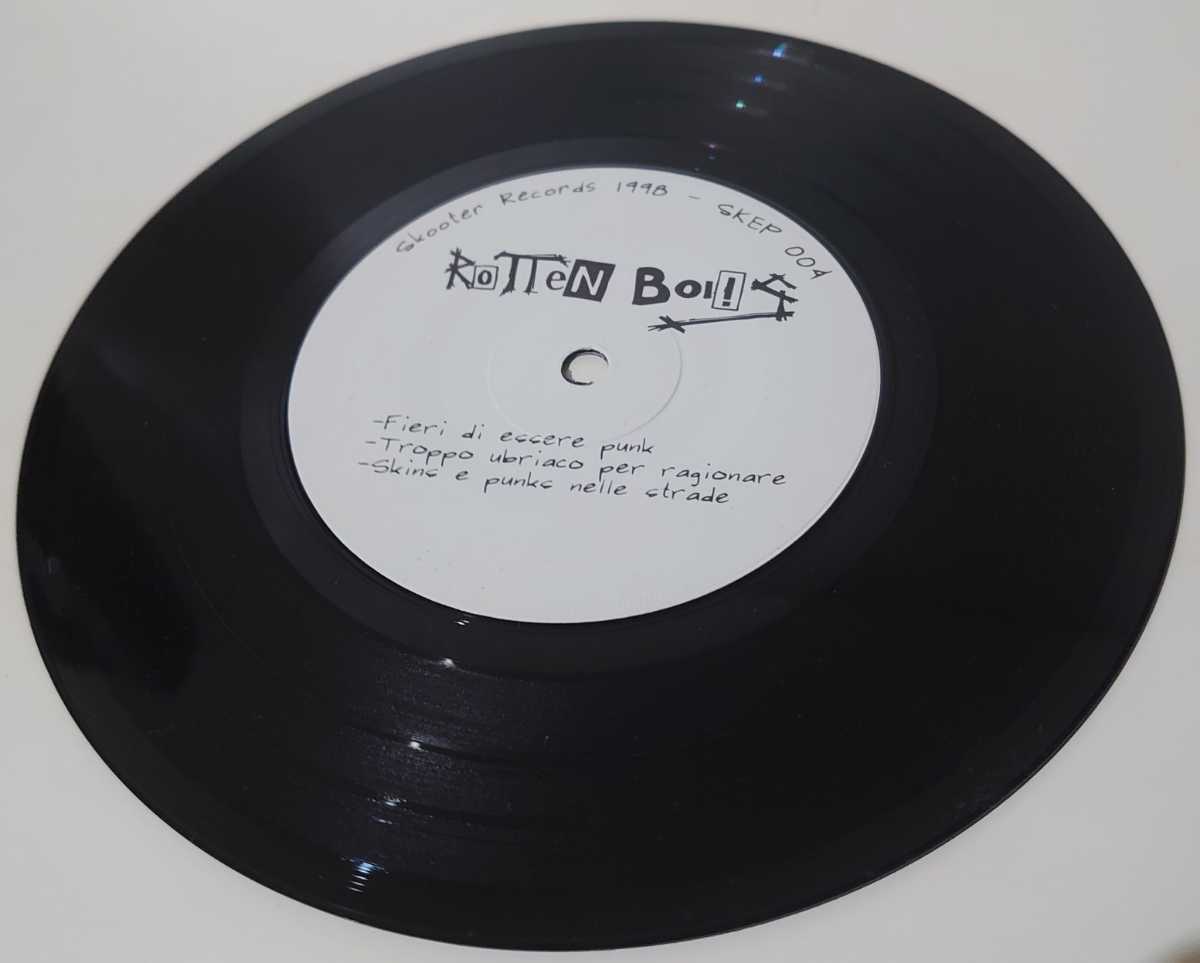 Skooter Records 1998 - SKEP 004
RoTTeN Boi!S
-Fieri di essere punk
-Troppo ubriaco per ragionare
-Skins e punks nelle strade